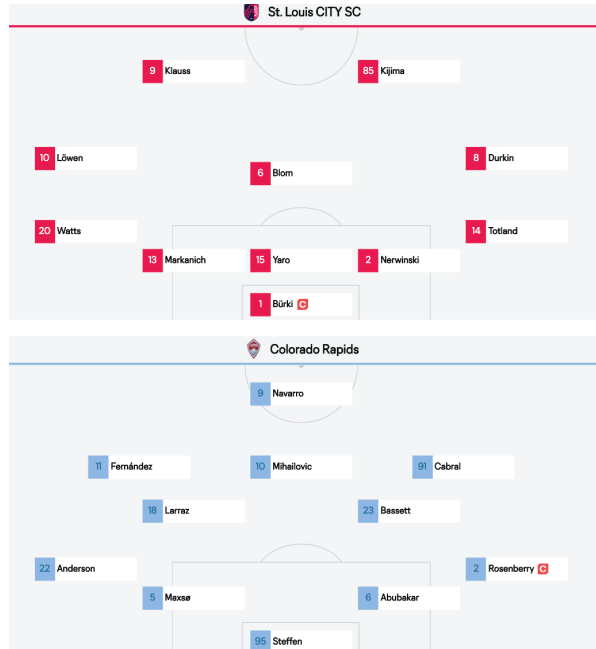 St. Louis CITY SC
9 Klauss
85 Kijima
10 Löwen
8 Durkin
6 Blom
20 Watts
14 Totland
13 Markanich
15 Yaro
2 Nerwinski
1 Bürki C
Colorado Rapids
9 Navarro
11 Fernández
10 Mihailovic
91 Cabral
18 Larraz
23 Bassett
22 Anderson
2 Rosenberry C
5 Maxsø
6 Abubakar
95 Steffen